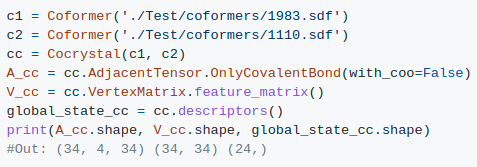 c1 = Coformer('./Test/coformers/1983.sdf')
c2 = Coformer('./Test/coformers/1110.sdf')
cc = Cocrystal(c1, c2)
A_cc = cc.AdjacentTensor.OnlyCovalentBond(with_coo=False)
V_cc = cc.VertexMatrix.feature_matrix()
global_state_cc = cc.descriptors()
print(A_cc.shape, V_cc.shape, global_state_cc.shape)
#Out: (34, 4, 34) (34, 34) (24,)